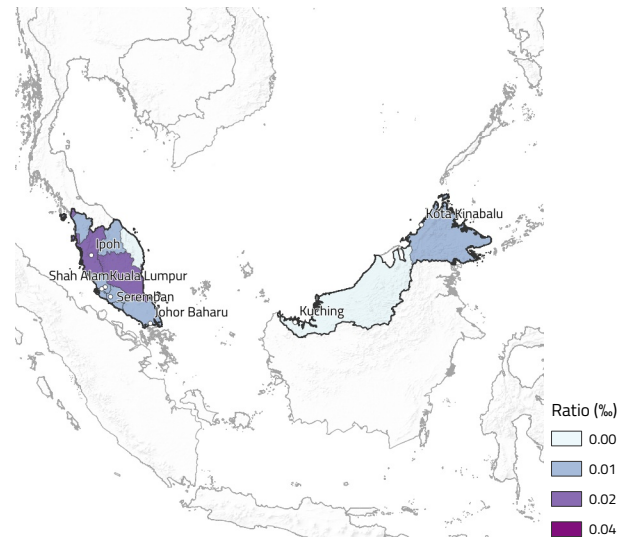 Kota Kinabalu
Ipoh
Shah Alam
Kuala Lumpur
Seremban
Johor Baharu
Kuching
Ratio (‰)
0.00
0.01
0.02
0.04